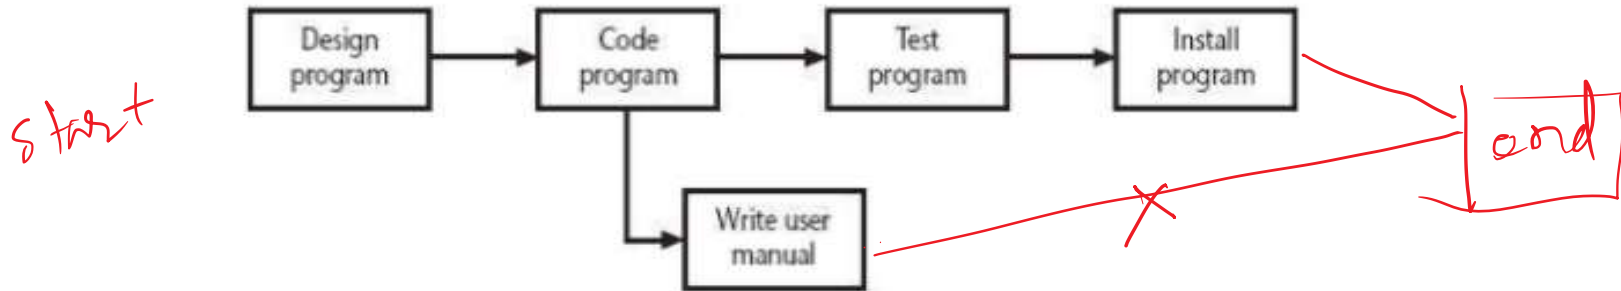 Design
program
Code
program
Test
program
Install
program
start
end
Write user
manual